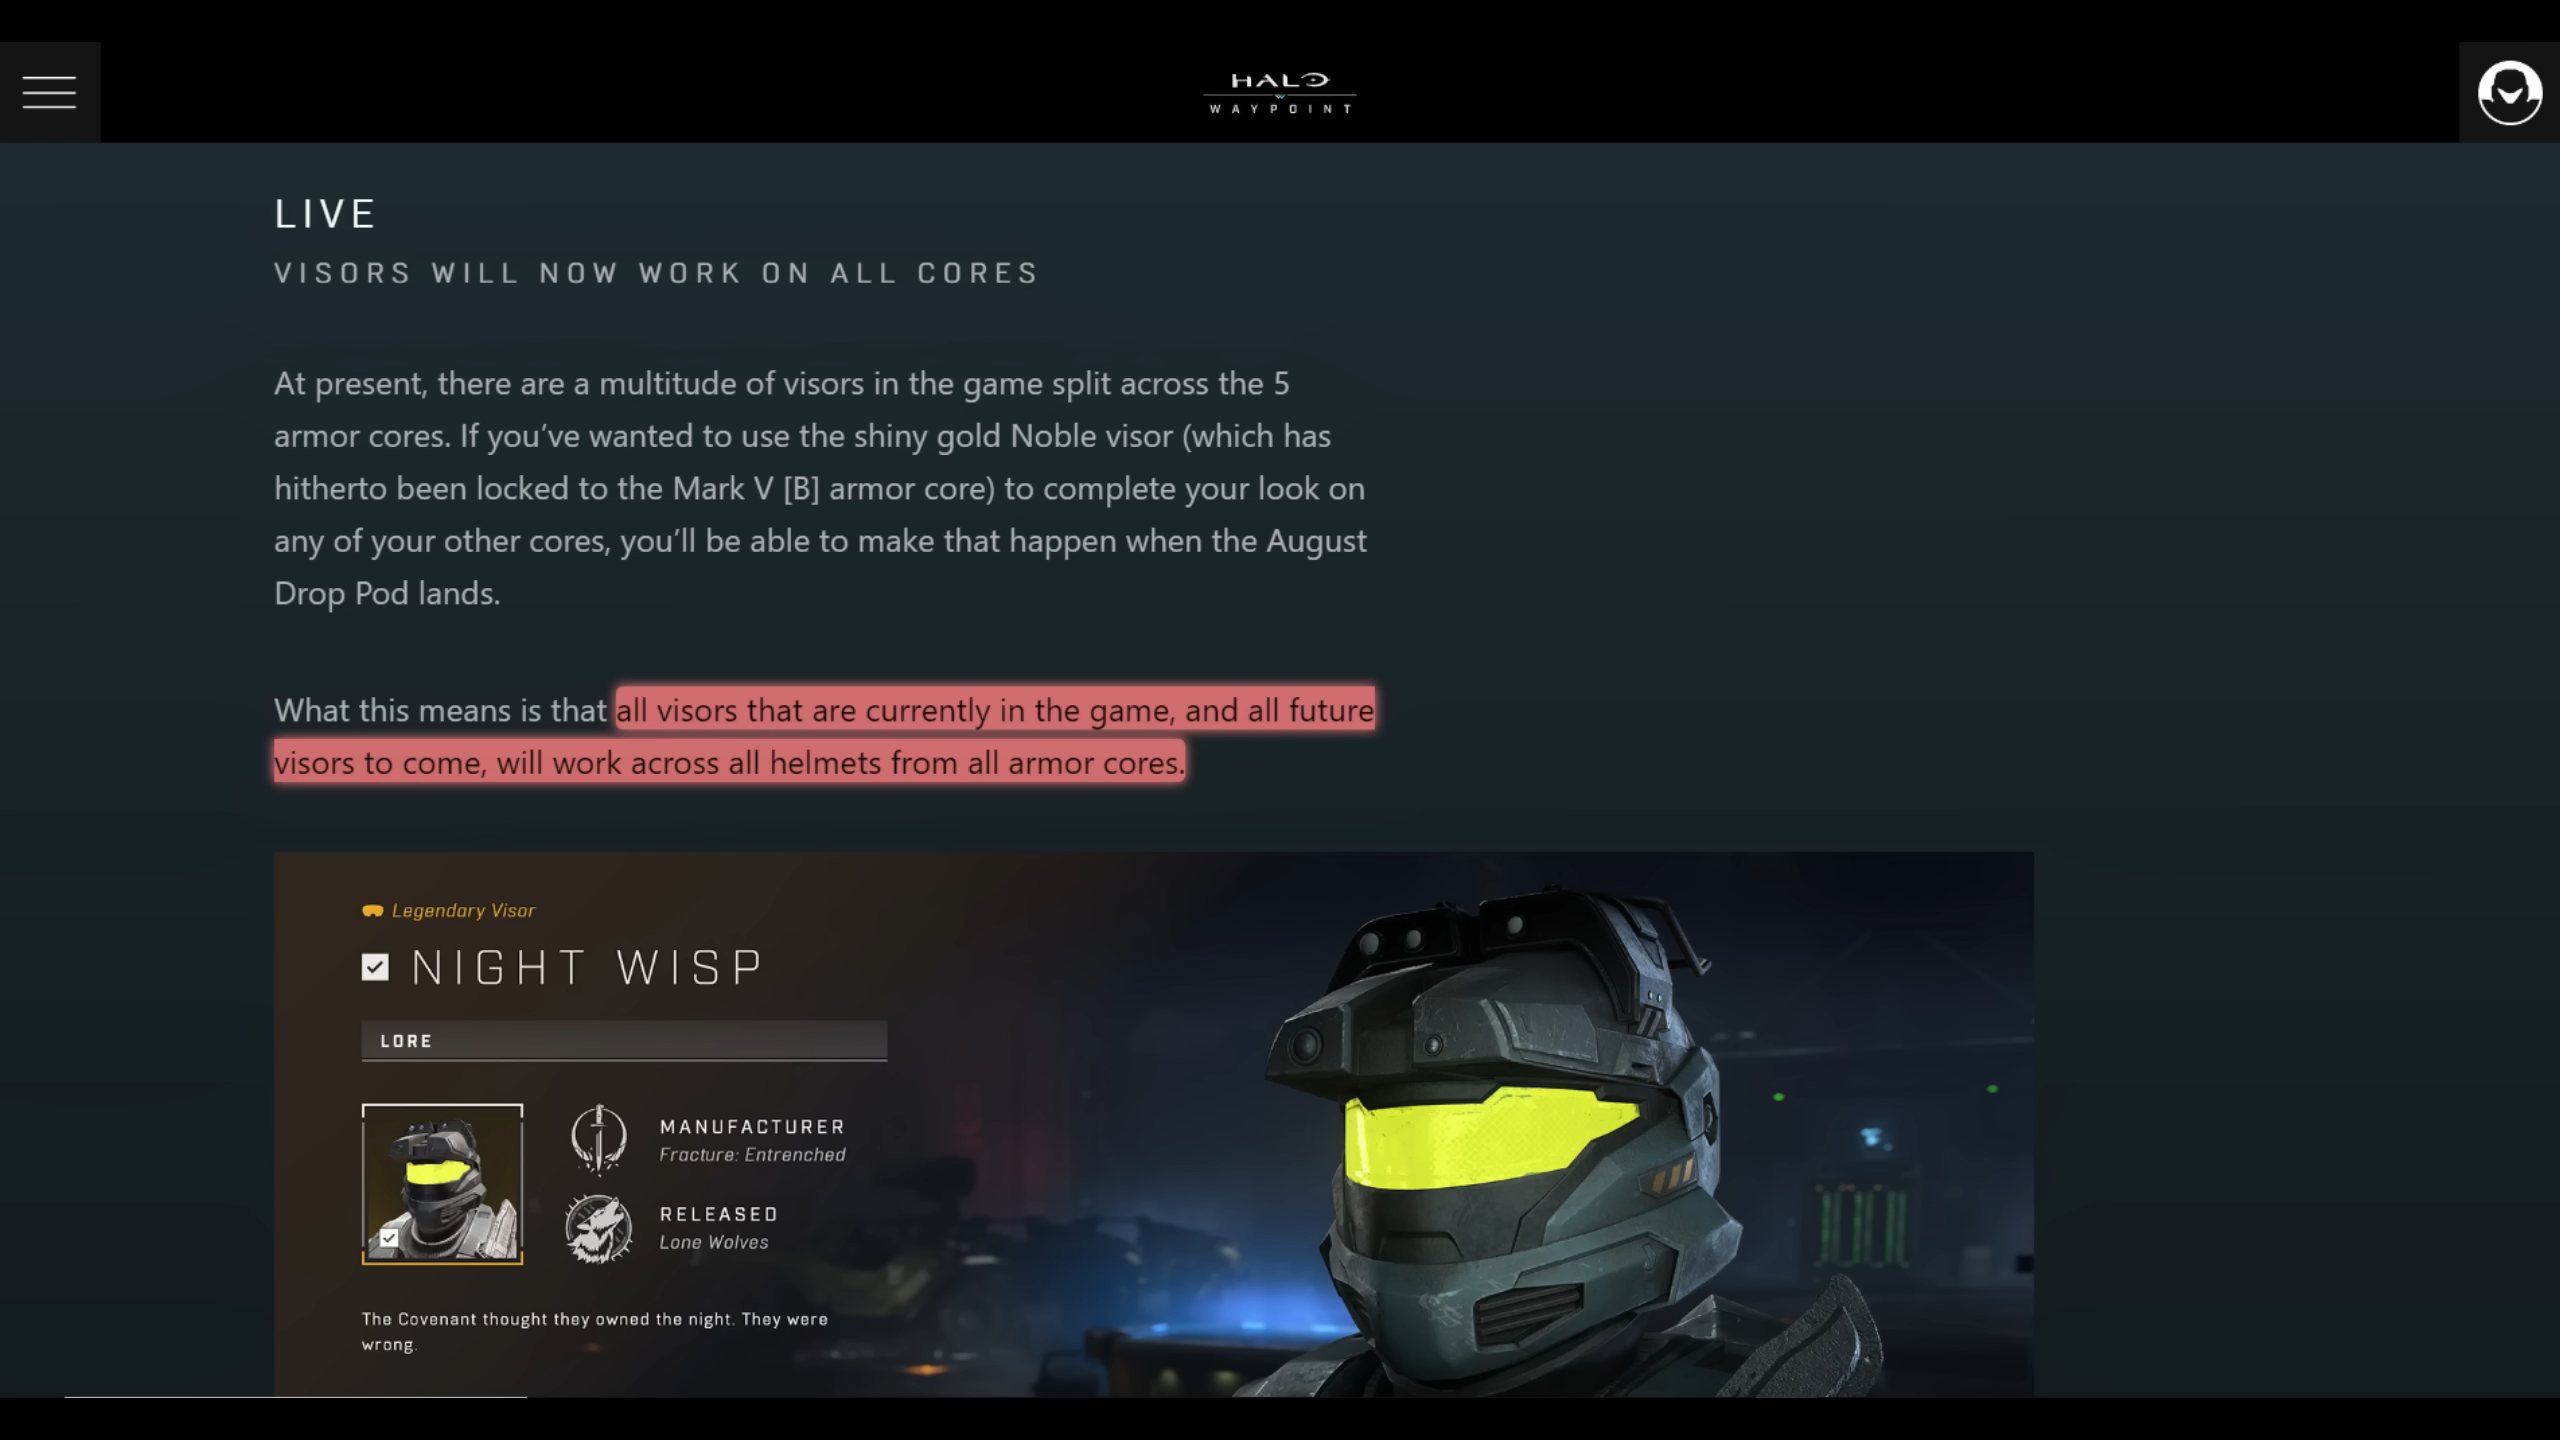 HALO
WAYPOINT
LIVE
VISORS WILL NOW WORK ON ALL CORES
At present, there are a multitude of visors in the game split across the 5
armor cores. If you’ve wanted to use the shiny gold Noble visor (which has
hitherto been locked to the Mark V [B] armor core) to complete your look on
any of your other cores, you’ll be able to make that happen when the August
Drop Pod lands.
What this means is that all visors that are currently in the game, and all future
visors to come, will work across all helmets from all armor cores.
Legendary Visor
NIGHT WISP
LORE
MANUFACTURER
Fracture: Entrenched
RELEASED
Lone Wolves
The Covenant thought they owned the night. They were
wrong.